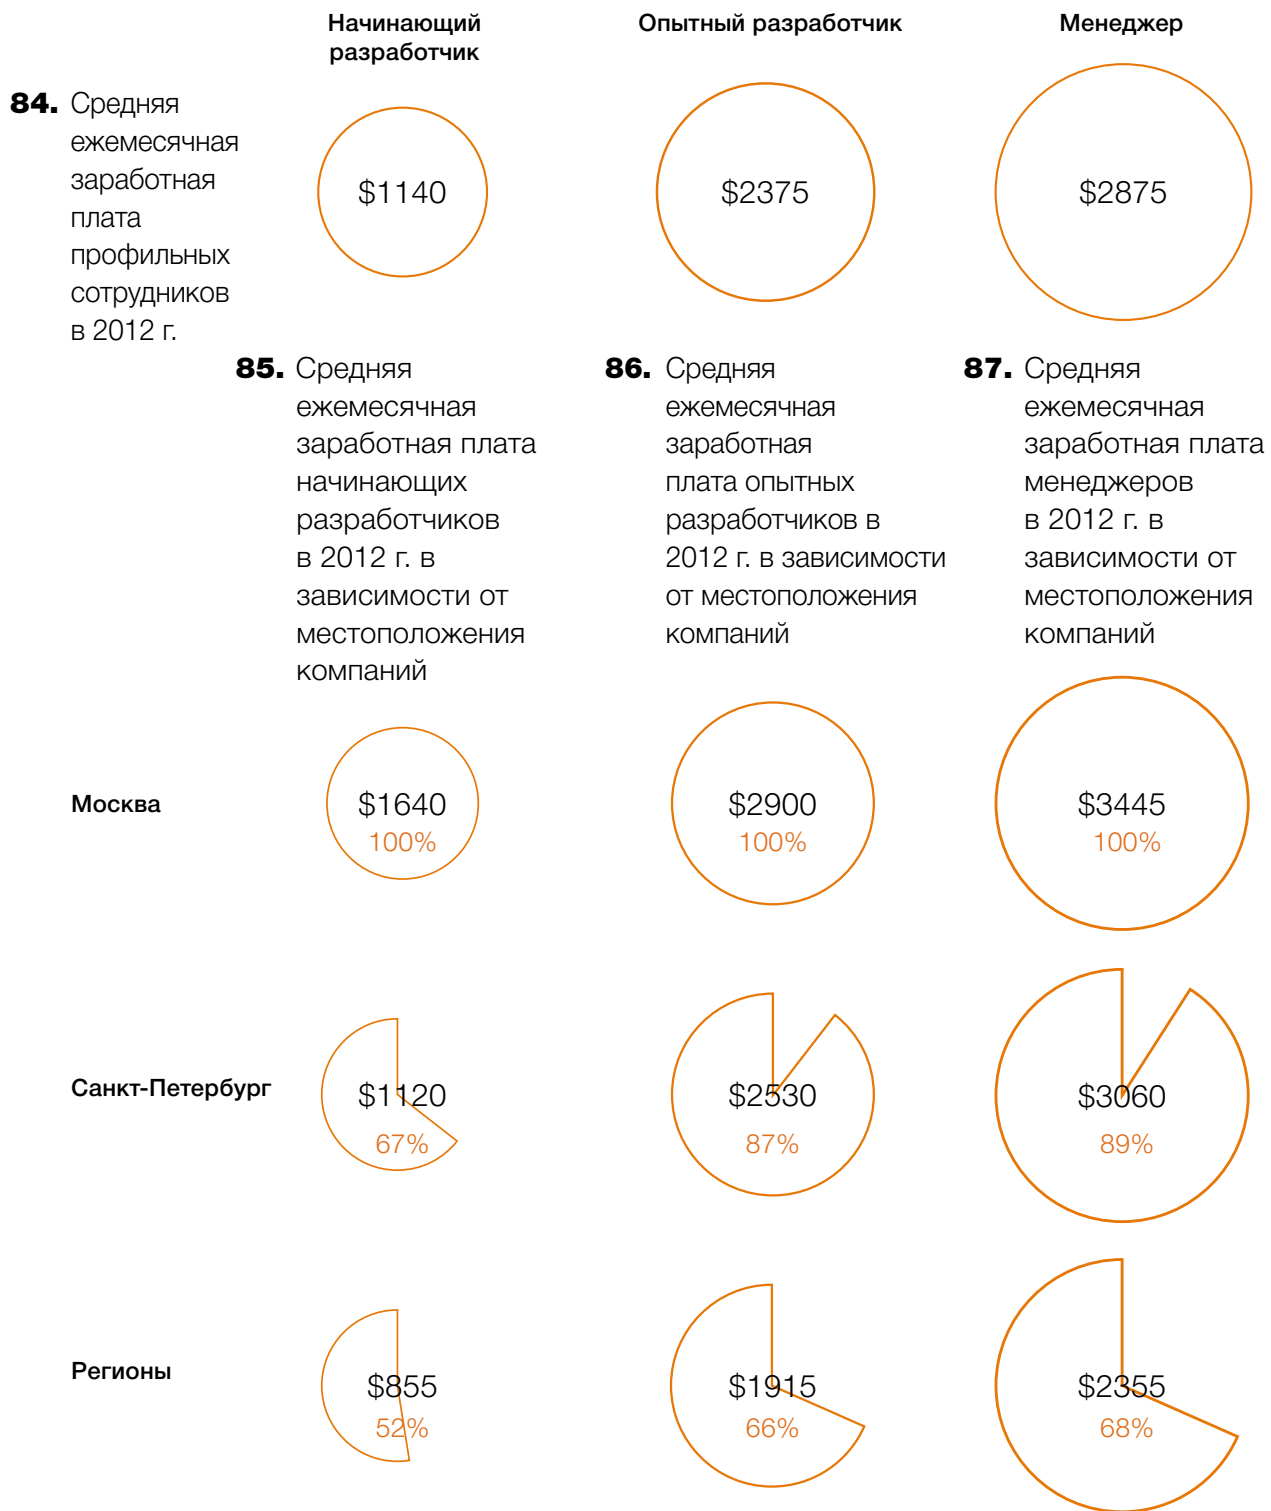 Начинающий
разработчик
Опытный разработчик
Менеджер
84. Средняя
ежемесячная
заработная
плата
профильных
сотрудников
в 2012 г.
$1140
$2375
$2875
85. Средняя
ежемесячная
заработная плата
начинающих
разработчиков
в 2012 г. в
зависимости от
местоположения
компаний
86. Средняя
ежемесячная
заработная
плата опытных
разработчиков в
2012 г. в зависимости
от местоположения
компаний
87. Средняя
ежемесячная
заработная плата
менеджеров
в 2012 г. в
зависимости от
местоположения
компаний
Москва
$1640
100%
$2900
100%
$3445
100%
Санкт-Петербург
$1120
67%
$2530
87%
$3060
89%
Регионы
$855
52%
$1915
66%
$2355
68%